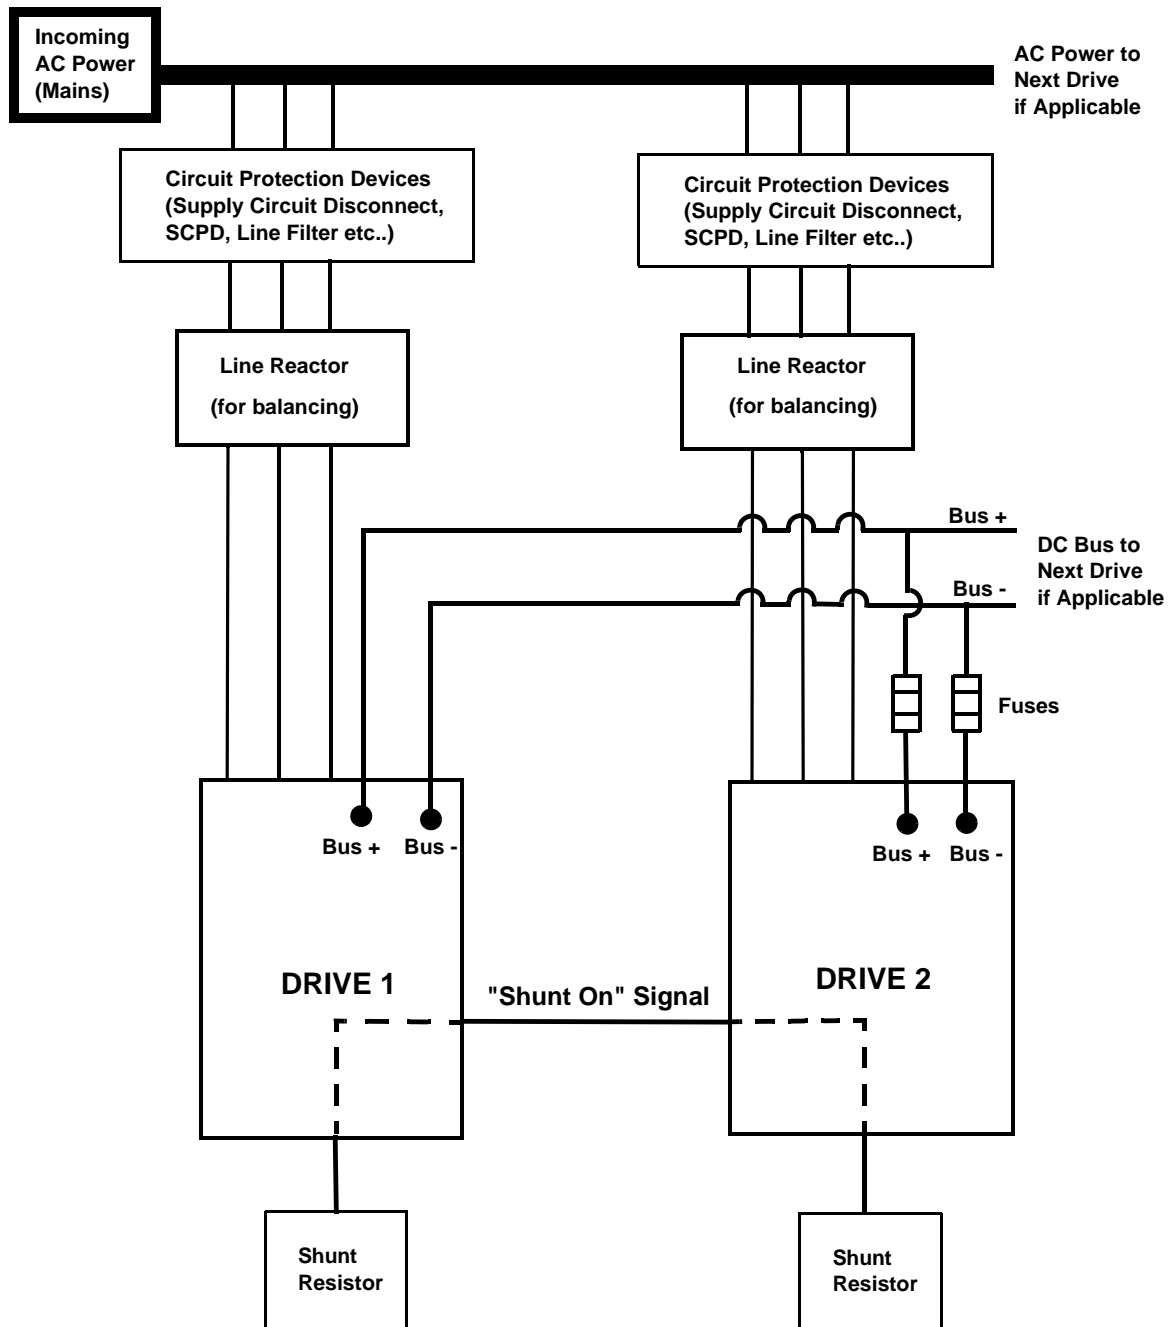 Incoming
AC Power
(Mains)
AC Power to
Next Drive
if Applicable
Circuit Protection Devices
(Supply Circuit Disconnect,
SCPD, Line Filter etc..)
Circuit Protection Devices
(Supply Circuit Disconnect,
SCPD, Line Filter etc..)
Line Reactor
(for balancing)
Line Reactor
(for balancing)
Bus +
DC Bus to
Next Drive
if Applicable
Bus -
Fuses
Bus +
Bus -
Bus +
Bus -
DRIVE 1
"Shunt On" Signal
DRIVE 2
Shunt
Resistor
Shunt
Resistor